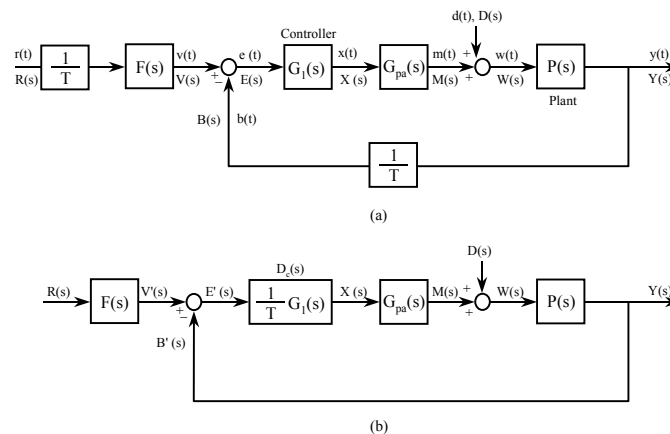 d(t), D(s)
Controller
r(t) v(t) e (t) x(t) m(t) + w(t) y(t)
1
T F(s) + G₁(s) Gpa(s) P(s)
R(s) V(s) − E(s) X (s) M(s) + W(s) Y(s)
Plant
B(s) b(t)
1
T
(a)
D(s)
Dc(s)
R(s) F(s) V'(s) E' (s) 1 G₁(s) X (s) Gpa(s) M(s) + W(s) P(s) Y(s)
+ T +
−
B' (s)
(b)